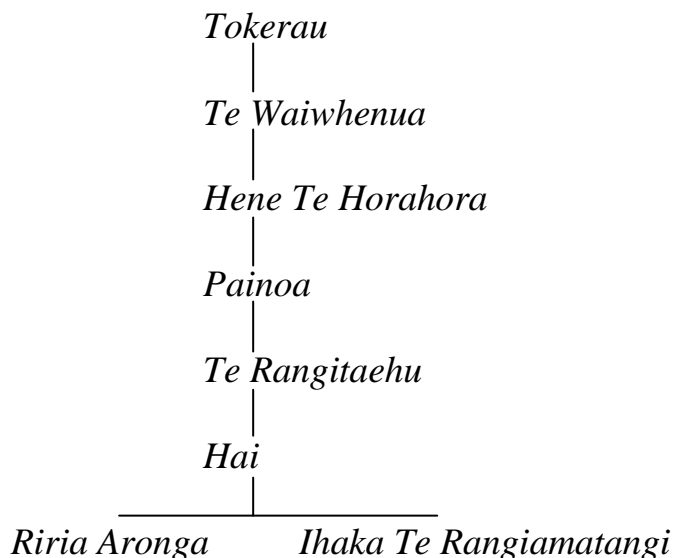 Tokerau
Te Waiwhenua
Hene Te Horahora
Painoa
Te Rangitaehu
Hai
Riria Aronga Ihaka Te Rangiamatangi